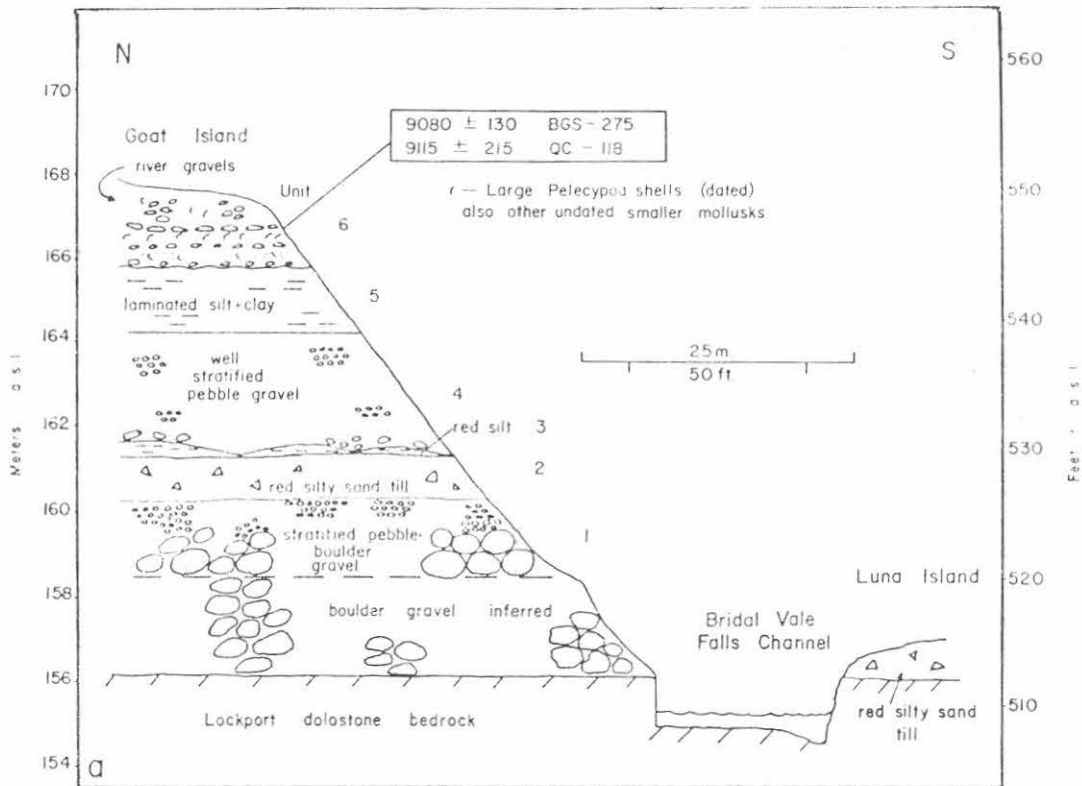 N
S
170
168
166
164
162
160
158
156
154
Meters a s l
560
550
540
530
520
510
Feet a s l
Goat Island
river gravels
Unit
9080 ± 130 BGS - 275
9115 ± 215 QC - 118
r — Large Pelecypod shells (dated)
also other undated smaller mollusks
6
5
laminated silt + clay
well
stratified
pebble gravel
4
25 m
50 ft.
red silt 3
2
red silty sand till
1
stratified pebble-
boulder
gravel
boulder gravel inferred
Luna Island
Bridal Vale
Falls Channel
red silty sand
till
Lockport dolostone bedrock
a